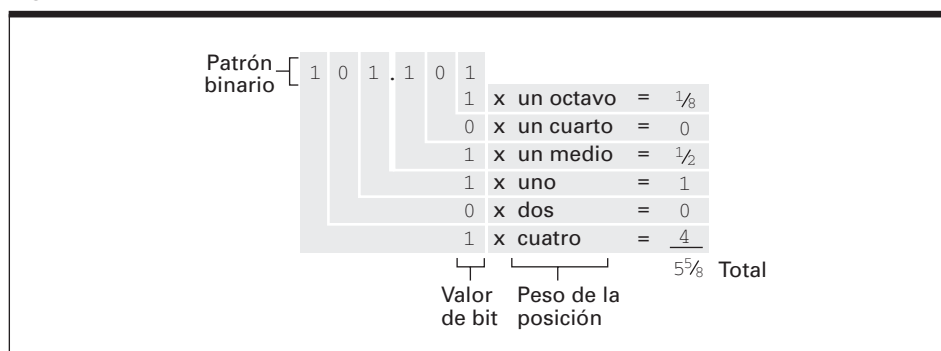 Patrón binario 1 0 1 . 1 0 1
1 x un octavo = 1/8
0 x un cuarto = 0
1 x un medio = 1/2
1 x uno = 1
0 x dos = 0
1 x cuatro = 4
5 5/8 Total
Valor de bit
Peso de la posición